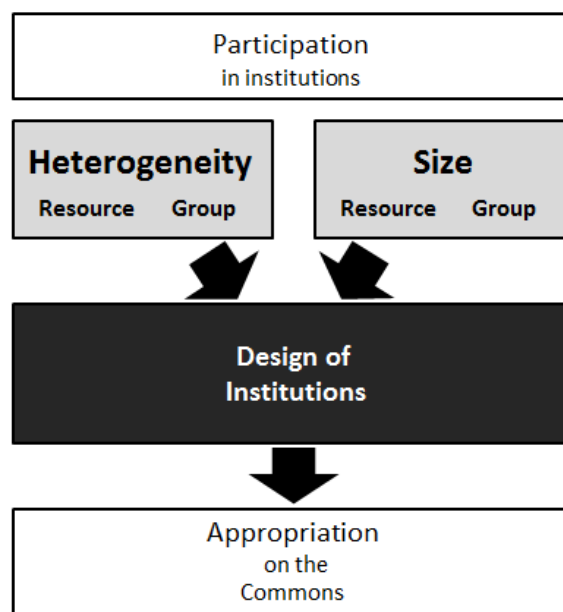 Participation
in institutions
Heterogeneity
Resource Group
Size
Resource Group
Design of
Institutions
Appropriation
on the
Commons